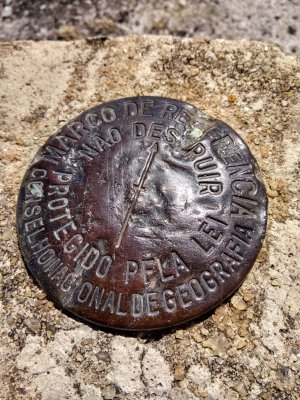 MARCO DE REFERENCIA
CONSELHO NACIONAL DE GEOGRAFIA
NÃO DESTRUIR
PROTEGIDO PELA LEI